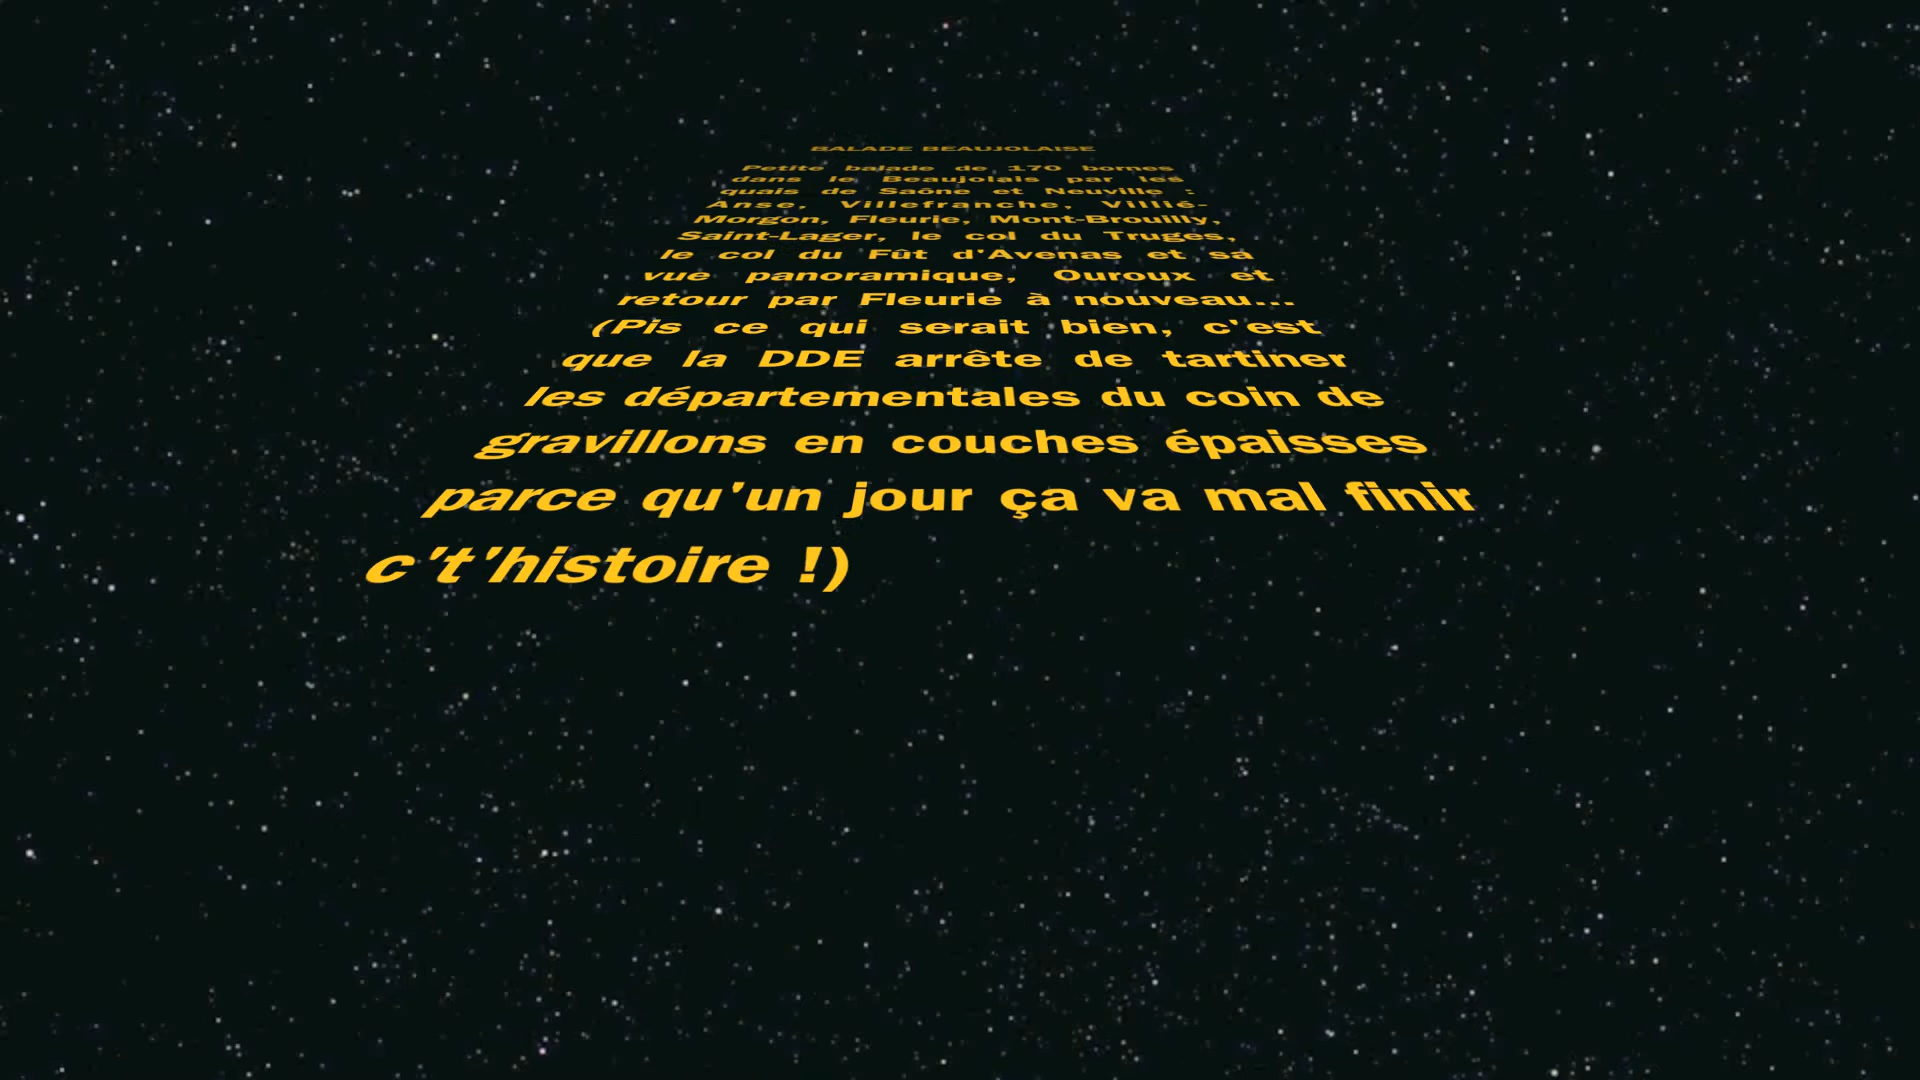 BALADE BEAUJOLAISE
Petite balade de 170 bornes
dans le Beaujolais par les
quais de Saône et Neuville :
Anse, Villefranche, Villié-
Morgon, Fleurie, Mont-Brouilly,
Saint-Lager, le col du Truges,
le col du Fût d'Avenas et sa
vue panoramique, Ouroux et
retour par Fleurie à nouveau...
(Pis ce qui serait bien, c'est
que la DDE arrête de tartiner
les départementales du coin de
gravillons en couches épaisses
parce qu'un jour ça va mal finir
c't'histoire !)